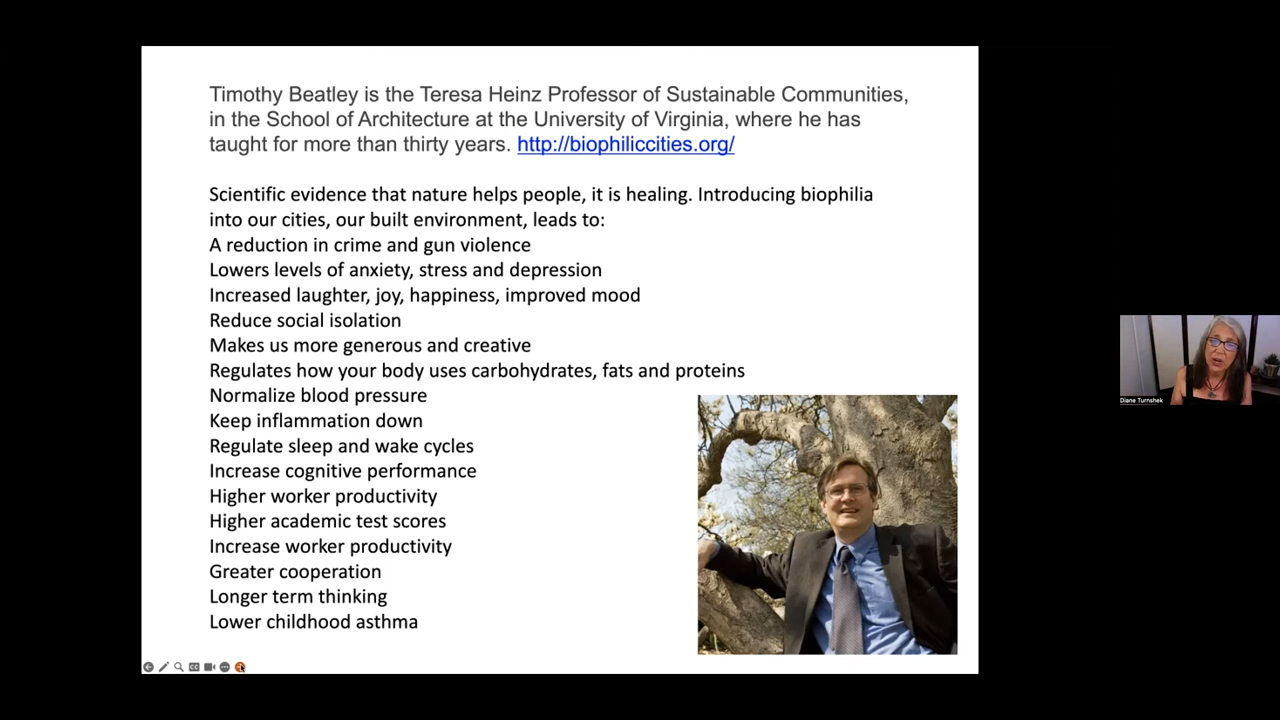 Timothy Beatley is the Teresa Heinz Professor of Sustainable Communities,
in the School of Architecture at the University of Virginia, where he has
taught for more than thirty years. http://biophiliccities.org/
Scientific evidence that nature helps people, it is healing. Introducing biophilia
into our cities, our built environment, leads to:
A reduction in crime and gun violence
Lowers levels of anxiety, stress and depression
Increased laughter, joy, happiness, improved mood
Reduce social isolation
Makes us more generous and creative
Regulates how your body uses carbohydrates, fats and proteins
Normalize blood pressure
Keep inflammation down
Regulate sleep and wake cycles
Increase cognitive performance
Higher worker productivity
Higher academic test scores
Increase worker productivity
Greater cooperation
Longer term thinking
Lower childhood asthma
Diane Turnshek